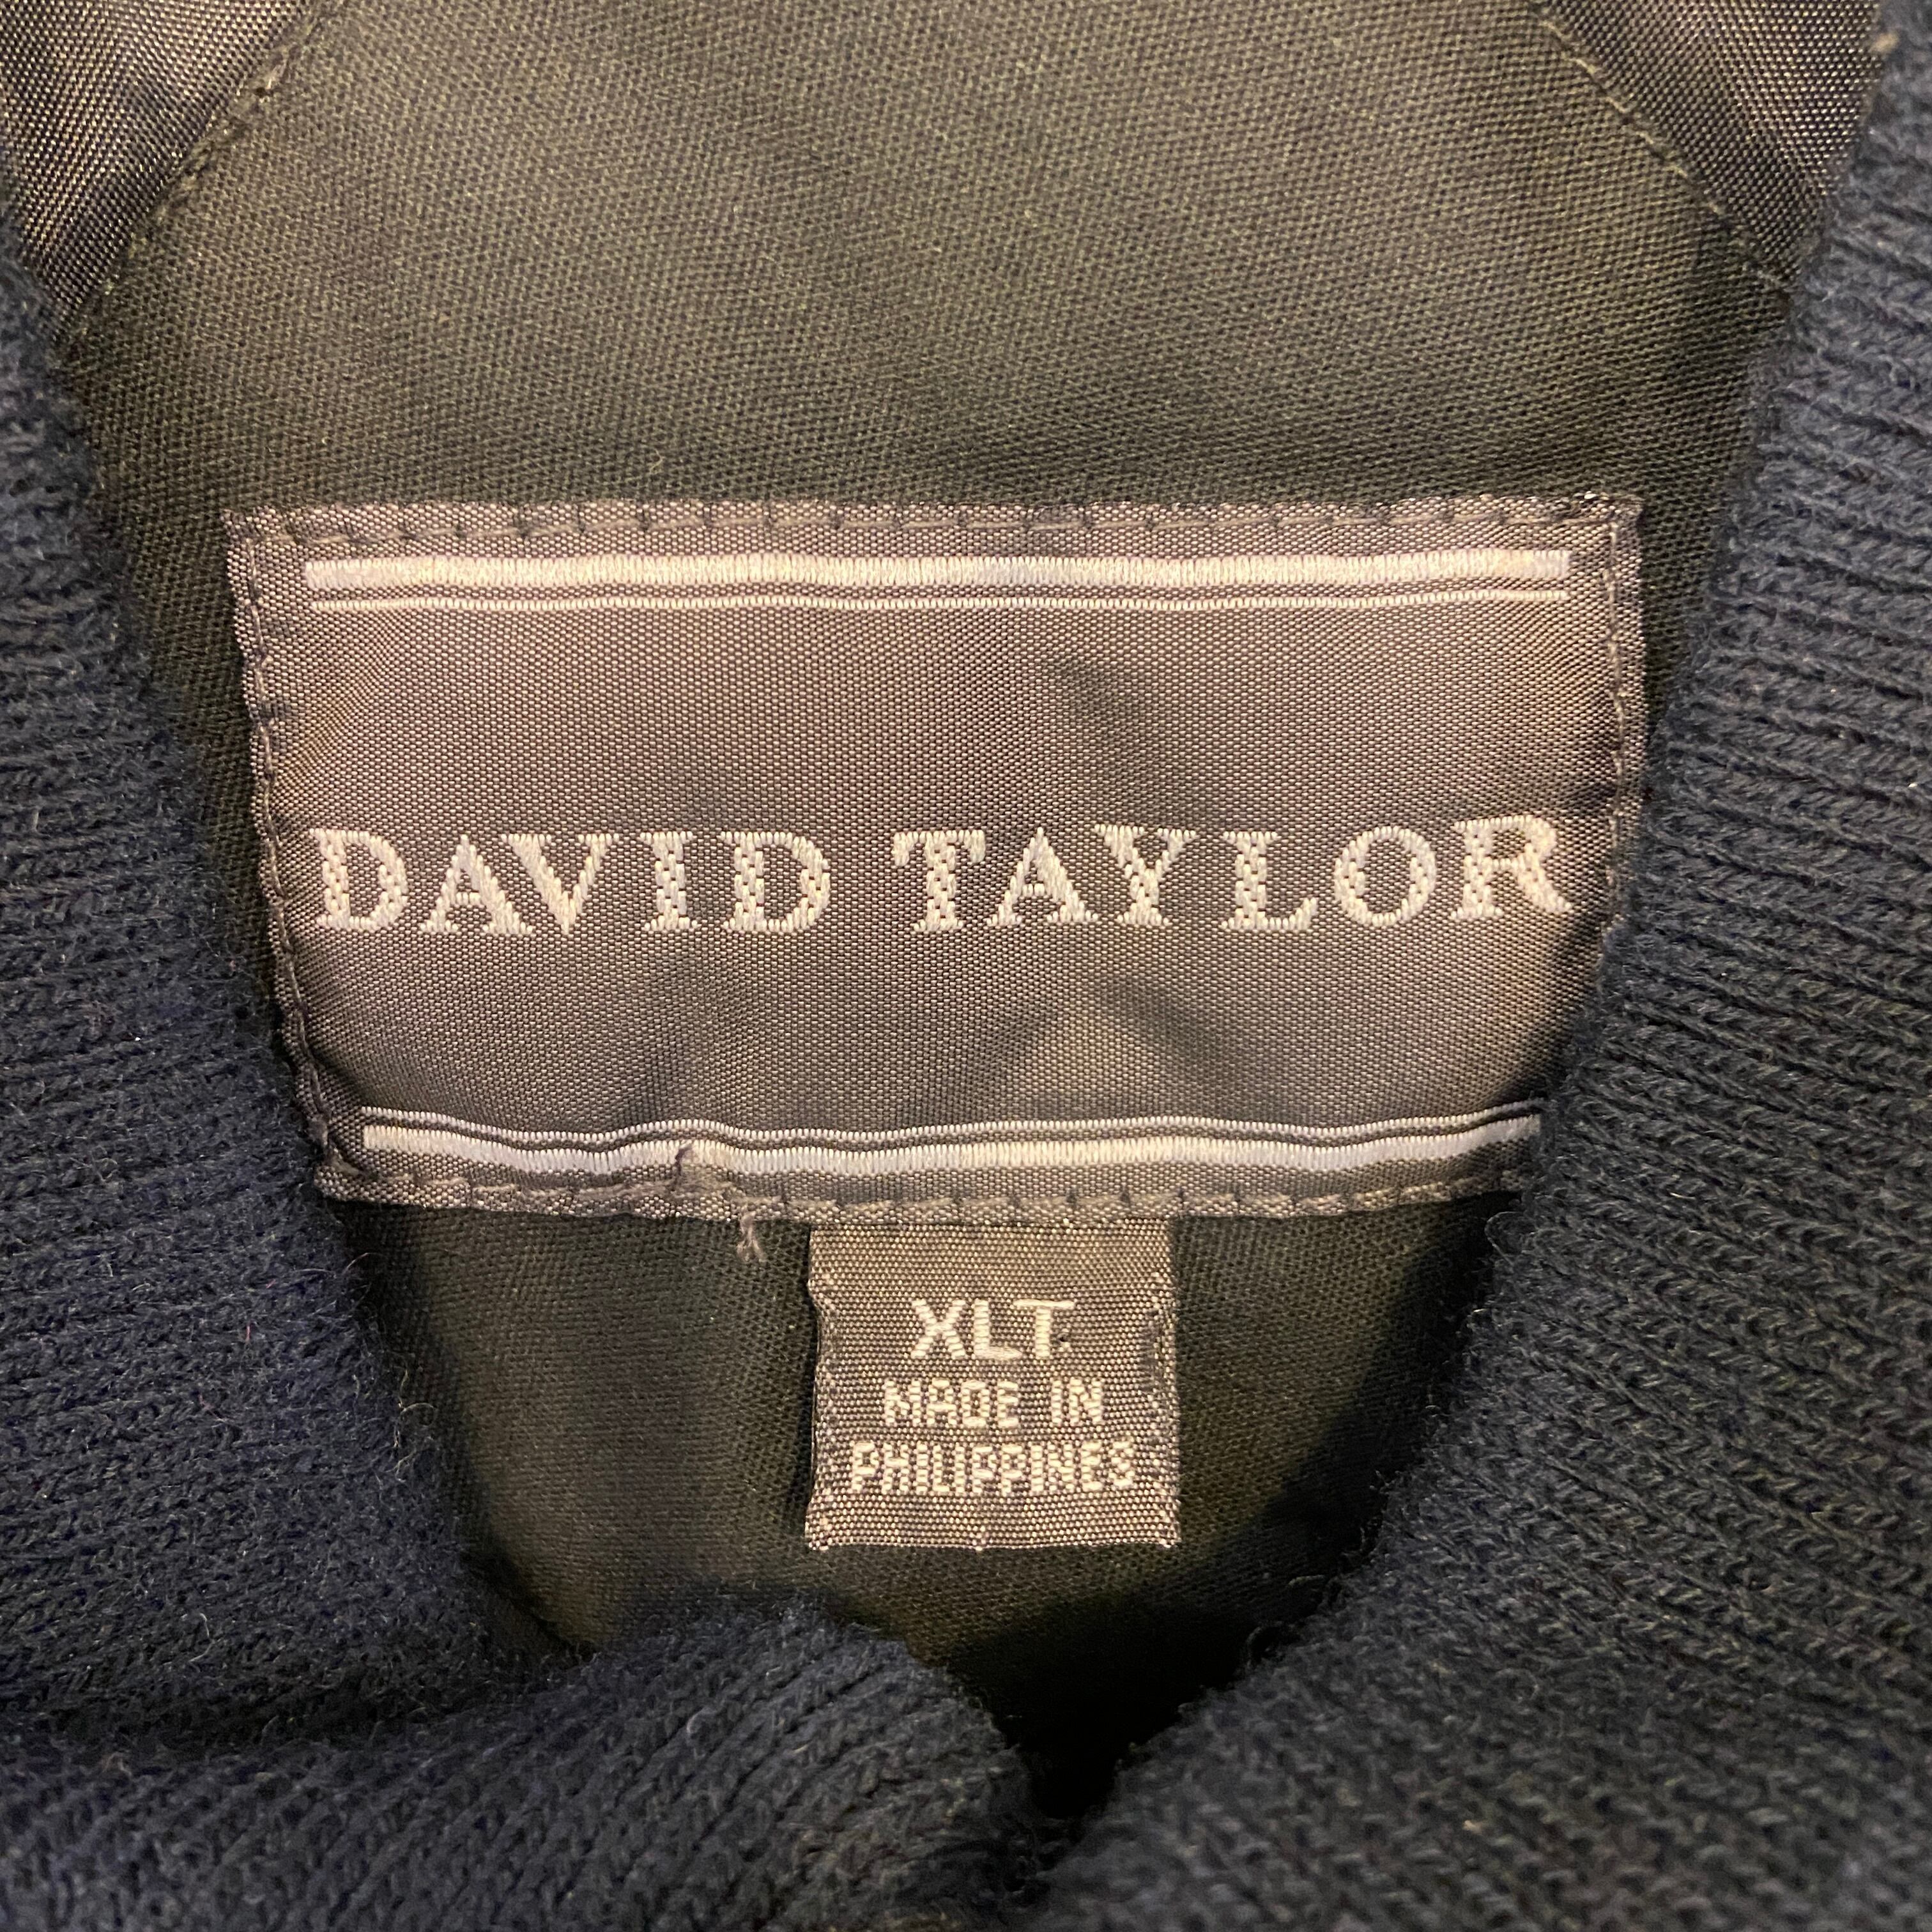 DAVID TAYLOR
XLT.
MADE IN
PHILIPPINES